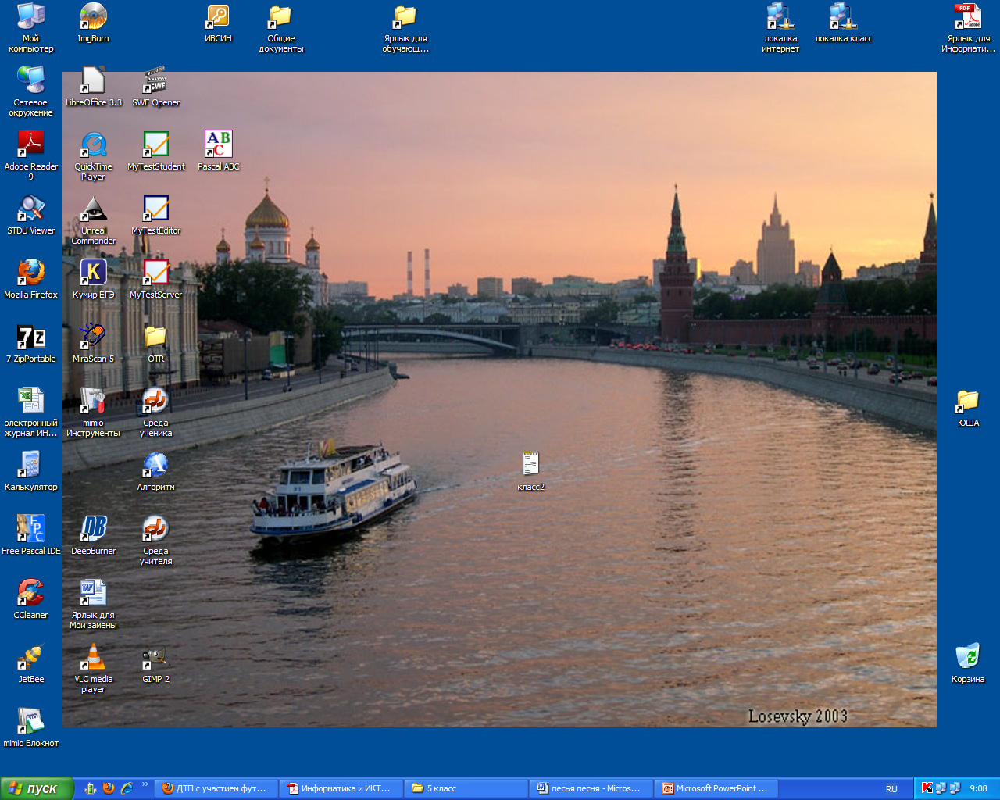 Мой
компьютер
ImgBurn
ИВСИН
Общие
документы
Ярлык для
обучающ...
локалка
интернет
локалка класс
Ярлык для
Информати...
Сетевое
окружение
LibreOffice 3.3
SWF Opener
Adobe Reader
9
QuickTime
Player
MyTestStudent
Pascal ABC
STDU Viewer
Unreal
Commander
MyTestEditor
Mozilla Firefox
Кумир ЕГЭ
MyTestServer
7-ZipPortable
MiraScan 5
OTR
электронный
журнал ИН...
mimio
Инструменты
Среда
ученика
ЮША
Калькулятор
Алгоритм
класс2
Free Pascal IDE
DeepBurner
Среда
учителя
CCleaner
Ярлык для
Мои замены
JetBee
VLC media
player
GIMP 2
Корзина
Losevsky 2003
mimio Блокнот
пуск
ДТП с участием фут...
Информатика и ИКТ...
5 класс
песья песня - Micros...
Microsoft PowerPoint ...
RU
9:08